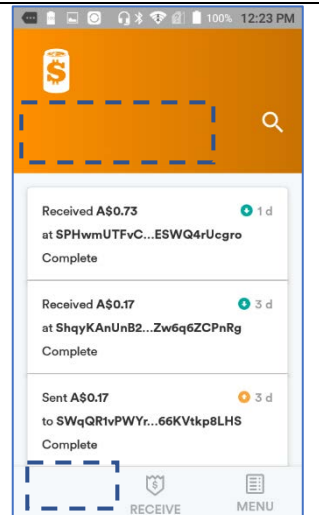 100% 12:23 PM
$
Received A$0.73 1 d
at SPHwmUTFvC...ESWQ4rUcgro
Complete
Received A$0.17 3 d
at ShqyKAnUnB2...Zw6q6ZCPnRg
Complete
Sent A$0.17 3 d
to SWqQR1vPWYr...66KVtkp8LHS
Complete
$
RECEIVE MENU